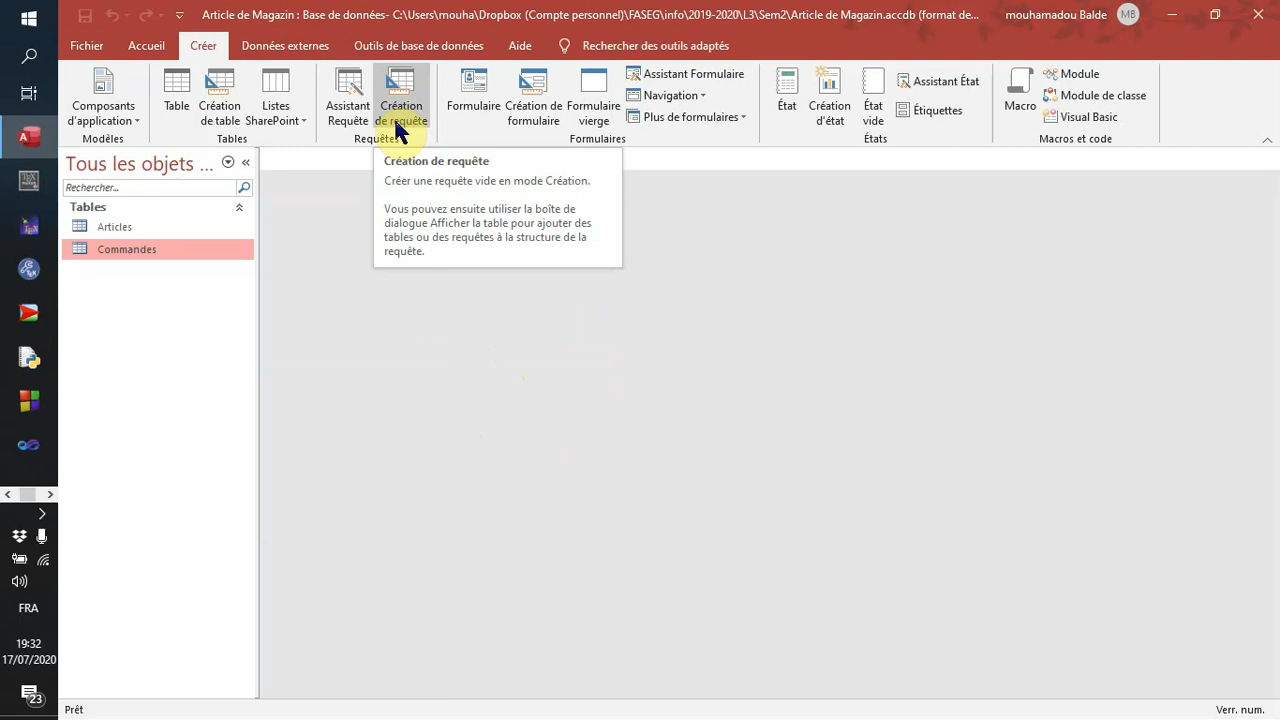 Article de Magazin : Base de données- C:\Users\mouha\Dropbox (Compte personnel)\FASEG\info\2019-2020\L3\Sem2\Article de Magazin.accdb (format de...
mouhamadou Balde
MB
Fichier
Accueil
Créer
Données externes
Outils de base de données
Aide
Rechercher des outils adaptés
Composants
d'application
Modèles
Table
Création
de table
Listes
SharePoint
Tables
Assistant
Requête
Création
de requête
Requêtes
Formulaire
Création de
formulaire
Formulaire
vierge
Assistant Formulaire
Navigation
Plus de formulaires
Formulaires
État
Création
d'état
État
vide
Assistant État
Étiquettes
États
Macro
Module
Module de classe
Visual Basic
Macros et code
Tous les objets ...
Rechercher...
Tables
Articles
Commandes
Création de requête
Créer une requête vide en mode Création.
Vous pouvez ensuite utiliser la boîte de
dialogue Afficher la table pour ajouter des
tables ou des requêtes à la structure de la
requête.
FRA
19:32
17/07/2020
23
Prêt
Verr. num.